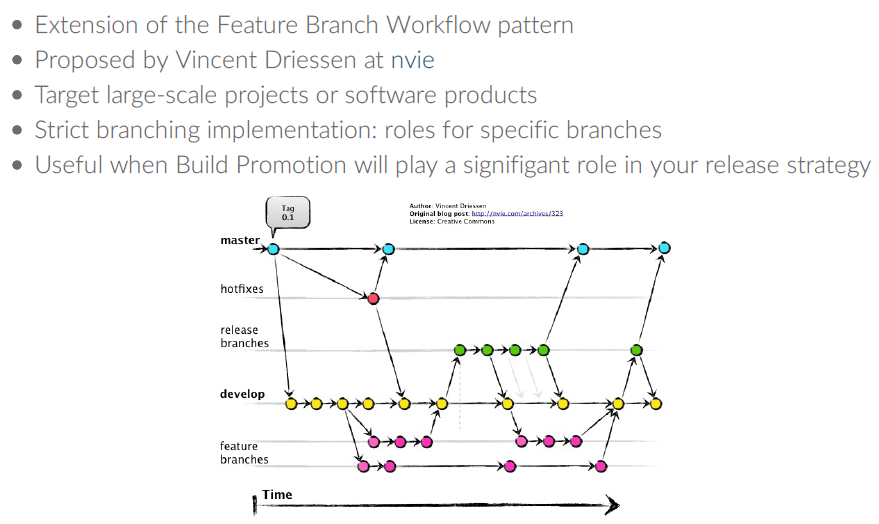 Extension of the Feature Branch Workflow pattern
Proposed by Vincent Driessen at nvie
Target large-scale projects or software products
Strict branching implementation: roles for specific branches
Useful when Build Promotion will play a signifigant role in your release strategy
Tag
0.1
Author: Vincent Driessen
Original blog post: http://nvie.com/archives/323
License: Creative Commons
master
hotfixes
release
branches
develop
feature
branches
Time